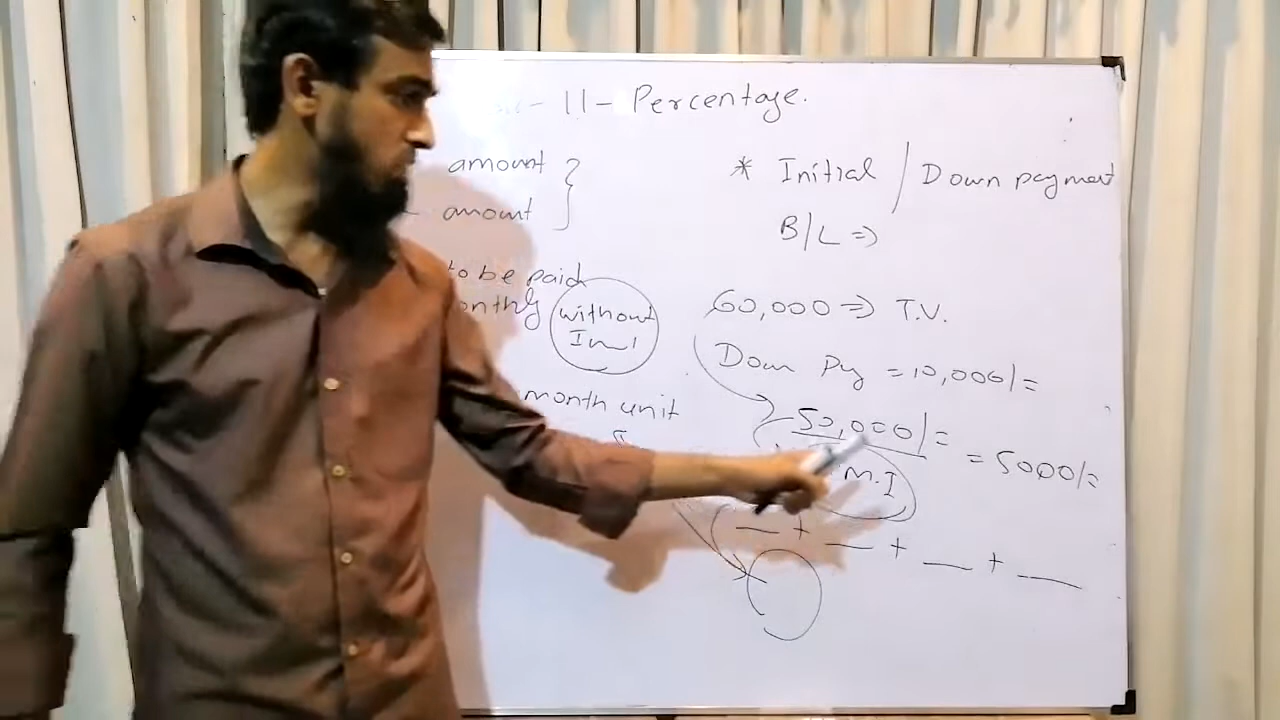 - 11 - Percentage.
amount }
amount
* Initial / Down payment
B/L ⇒
to be paid
onthly
without
60,000 ⇒ T.V.
Down Py = 10,000/=
month unit
50,000/=
M.I
= 5000/=
+ + +